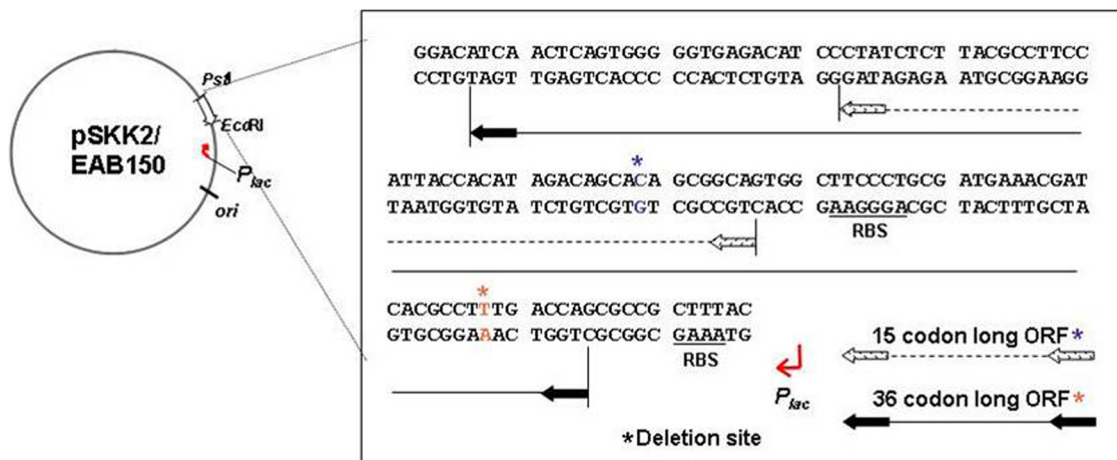 pSKK2/
EAB150
PstI
EcoRI
Plac
ori
GGACATCA ACTCAGTGGG GGTGAGACAT CCCTATCTCT TACGCCTTCC
CCTGTAGT TGAGTCACCC CCACTCTGTA GGGATAGAGA ATGCGGAAGG
*
ATTACCACAT AGACAGCACA GCGGCAGTGG CTTCCCTGCG ATGAAACGAT
TAATGGTGTA TCTGTCGTGT CGCCGTCACC GAAGGGACGC TACTTTGCTA
RBS
*
CACGCCTTTG ACCAGCGCCG CTTTAC
GTGCGGAAAC TGGTCGCGGC GAAATG
RBS
Plac
15 codon long ORF*
36 codon long ORF*
*Deletion site